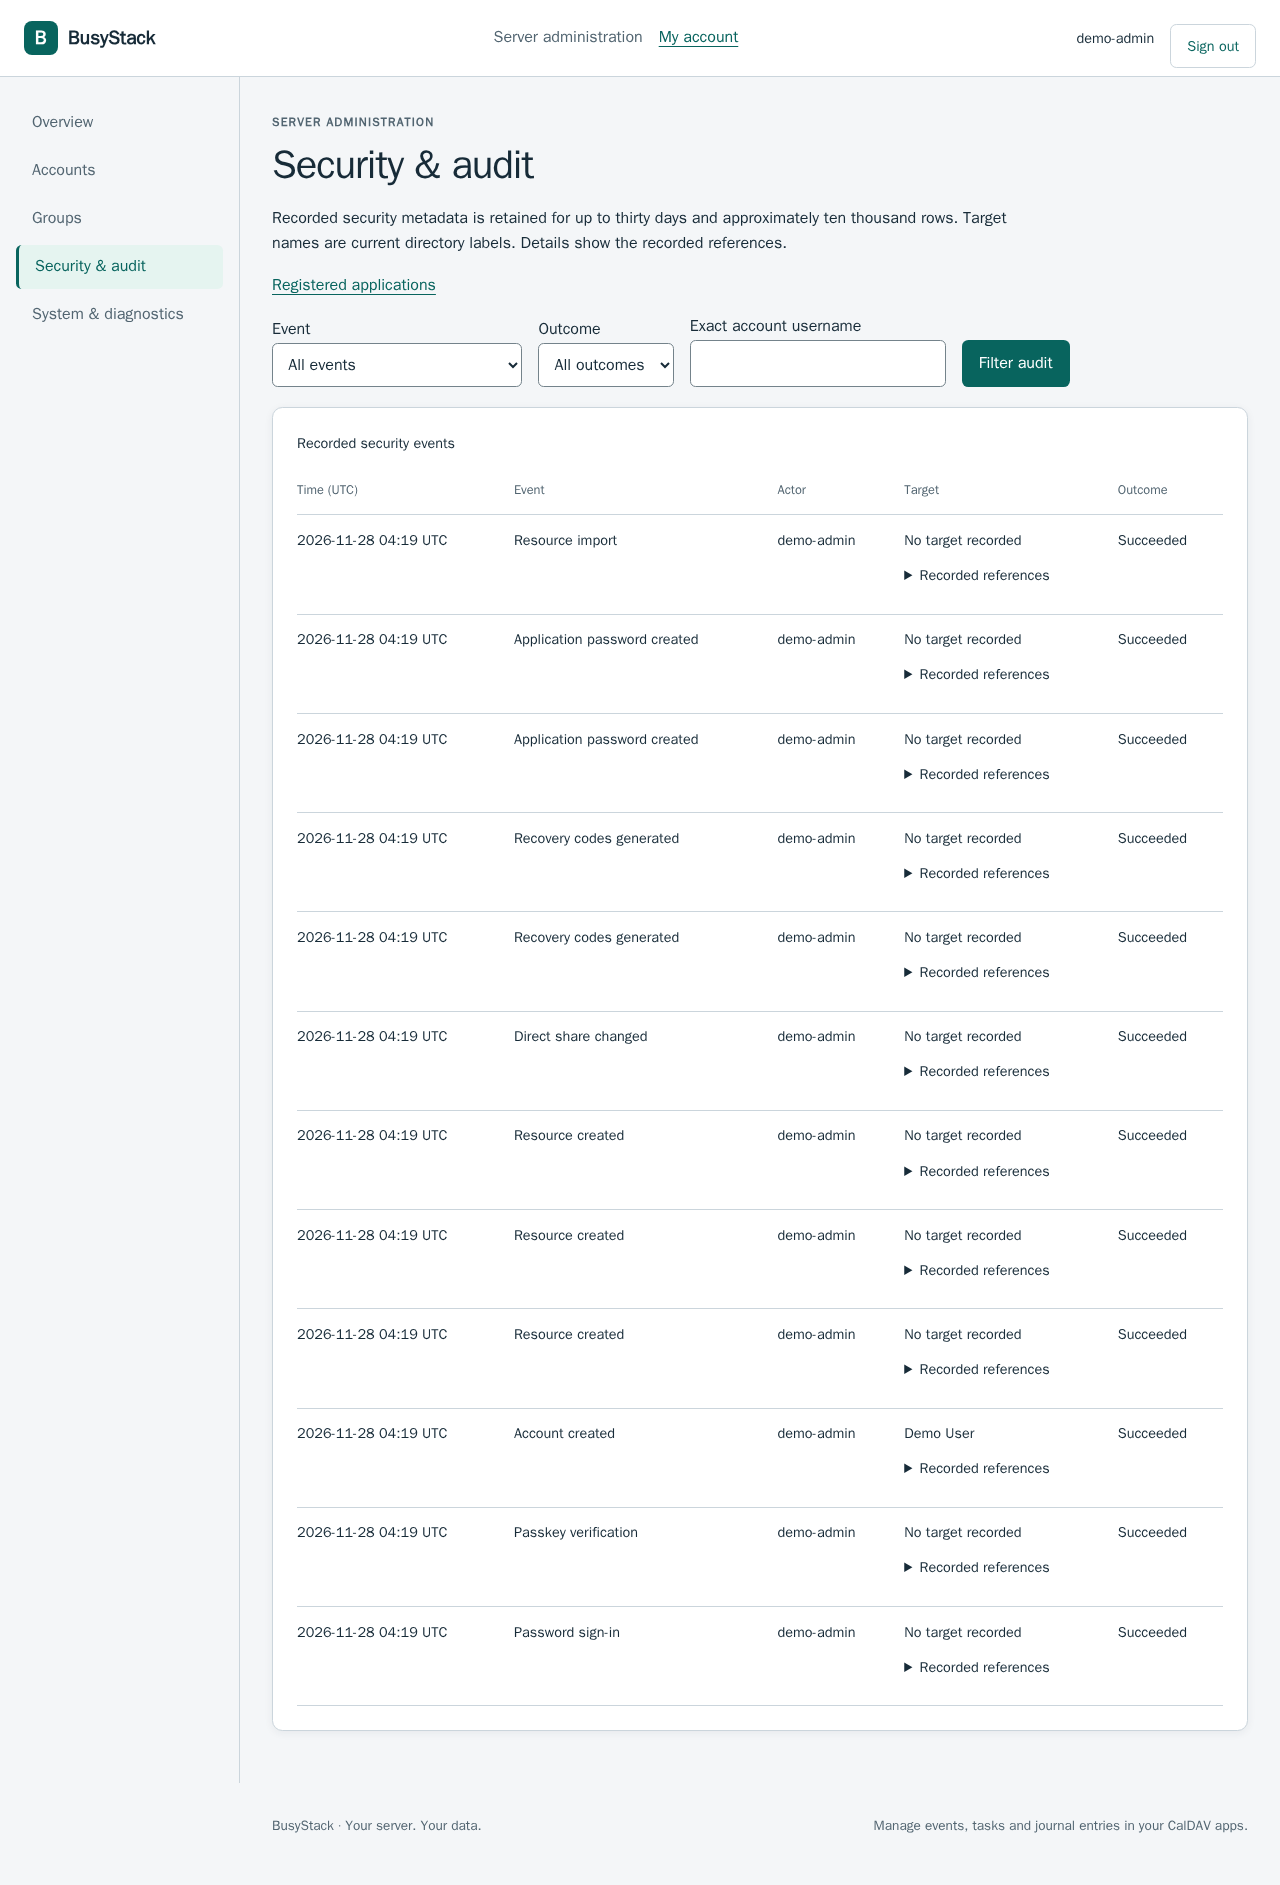 B BusyStack
Server administration My account
demo-admin Sign out
Overview
Accounts
Groups
Security & audit
System & diagnostics
SERVER ADMINISTRATION
Security & audit
Recorded security metadata is retained for up to thirty days and approximately ten thousand rows. Target
names are current directory labels. Details show the recorded references.
Registered applications
Event Outcome Exact account username
All events All outcomes Filter audit
Recorded security events
Time (UTC) Event Actor Target Outcome
2026-11-28 04:19 UTC Resource import demo-admin No target recorded Succeeded
Recorded references
2026-11-28 04:19 UTC Application password created demo-admin No target recorded Succeeded
Recorded references
2026-11-28 04:19 UTC Application password created demo-admin No target recorded Succeeded
Recorded references
2026-11-28 04:19 UTC Recovery codes generated demo-admin No target recorded Succeeded
Recorded references
2026-11-28 04:19 UTC Recovery codes generated demo-admin No target recorded Succeeded
Recorded references
2026-11-28 04:19 UTC Direct share changed demo-admin No target recorded Succeeded
Recorded references
2026-11-28 04:19 UTC Resource created demo-admin No target recorded Succeeded
Recorded references
2026-11-28 04:19 UTC Resource created demo-admin No target recorded Succeeded
Recorded references
2026-11-28 04:19 UTC Resource created demo-admin No target recorded Succeeded
Recorded references
2026-11-28 04:19 UTC Account created demo-admin Demo User Succeeded
Recorded references
2026-11-28 04:19 UTC Passkey verification demo-admin No target recorded Succeeded
Recorded references
2026-11-28 04:19 UTC Password sign-in demo-admin No target recorded Succeeded
Recorded references
BusyStack · Your server. Your data.
Manage events, tasks and journal entries in your CalDAV apps.